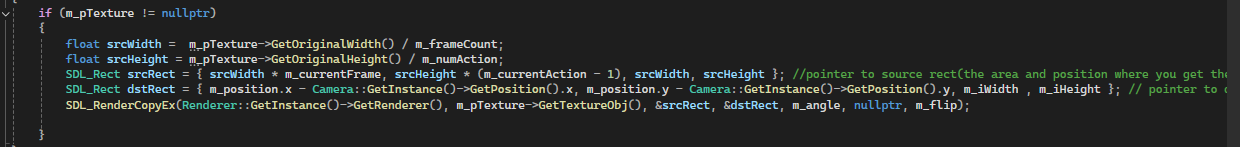 if (m_pTexture != nullptr)
{
float srcWidth =  m_pTexture->GetOriginalWidth() / m_frameCount;
float srcHeight = m_pTexture->GetOriginalHeight() / m_numAction;
SDL_Rect srcRect = { srcWidth * m_currentFrame, srcHeight * (m_currentAction - 1), srcWidth, srcHeight }; //pointer to source rect(the area and position where you get the
SDL_Rect dstRect = { m_position.x - Camera::GetInstance()->GetPosition().x, m_position.y - Camera::GetInstance()->GetPosition().y, m_iWidth , m_iHeight }; // pointer to
SDL_RenderCopyEx(Renderer::GetInstance()->GetRenderer(), m_pTexture->GetTextureObj(), &srcRect, &dstRect, m_angle, nullptr, m_flip);
}